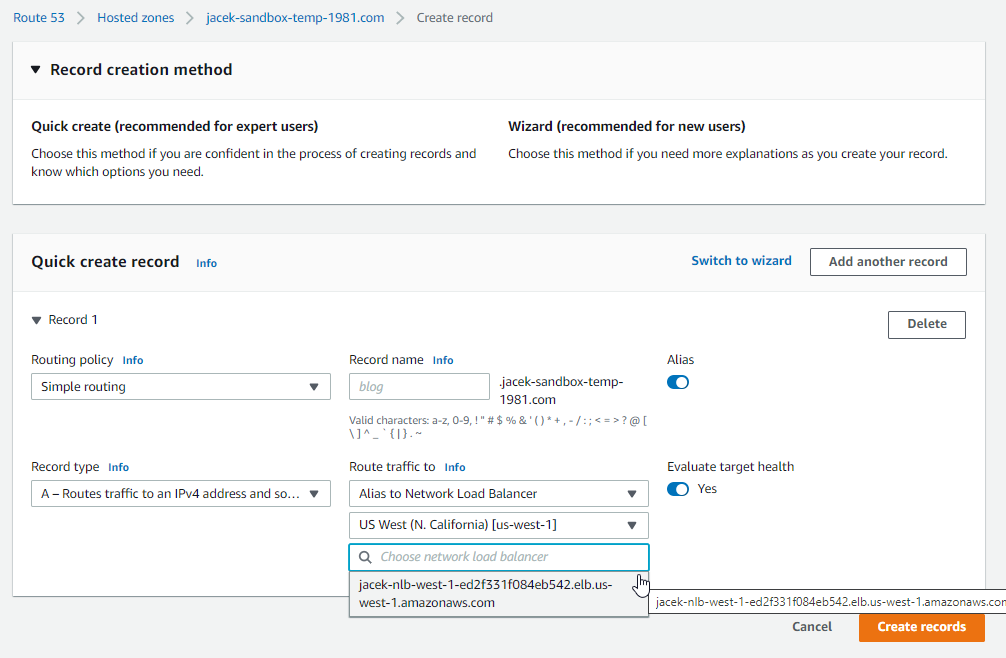 Route 53 > Hosted zones > jacek-sandbox-temp-1981.com > Create record
Record creation method
Quick create (recommended for expert users)
Choose this method if you are confident in the process of creating records and
know which options you need.
Wizard (recommended for new users)
Choose this method if you need more explanations as you create your record.
Quick create record Info
Switch to wizard
Add another record
Record 1
Delete
Routing policy Info
Simple routing
Record name Info
blog
.jacek-sandbox-temp-
1981.com
Valid characters: a-z, 0-9, ! " # $ % & ' ( ) * + , - / : ; < = > ? @ [
\ ] ^ _ ` { | } . ~
Alias
Record type Info
A – Routes traffic to an IPv4 address and so...
Route traffic to Info
Alias to Network Load Balancer
US West (N. California) [us-west-1]
Choose network load balancer
jacek-nlb-west-1-ed2f331f084eb542.elb.us-
west-1.amazonaws.com
Evaluate target health
Yes
jacek-nlb-west-1-ed2f331f084eb542.elb.us-west-1.amazonaws.com
Cancel
Create records